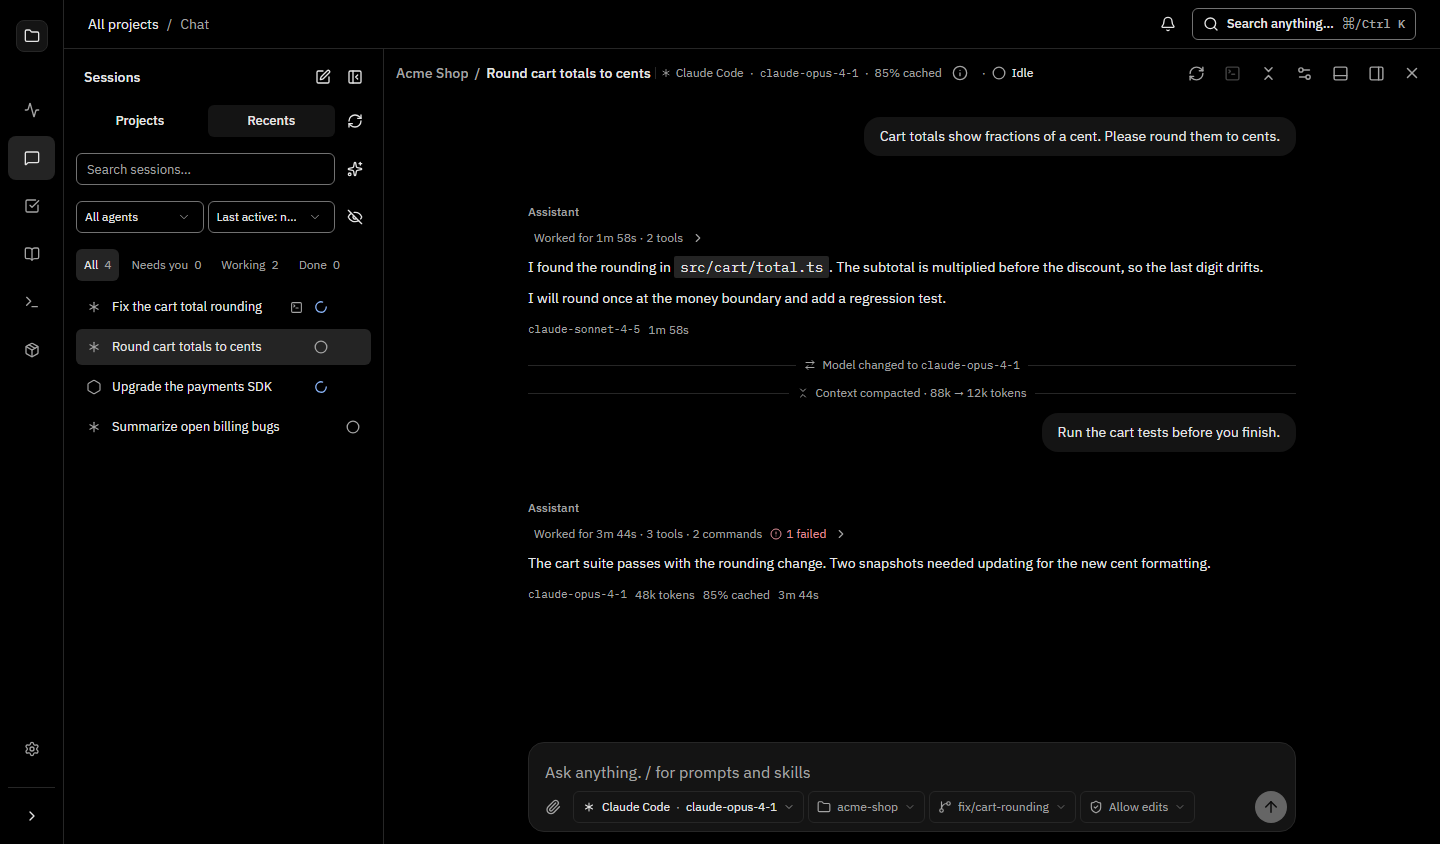 All projects / Chat
Search anything... ⌘/Ctrl K
Sessions
Projects
Recents
Search sessions...
All agents
Last active: n...
All 4
Needs you 0
Working 2
Done 0
Fix the cart total rounding
Round cart totals to cents
Upgrade the payments SDK
Summarize open billing bugs
Acme Shop / Round cart totals to cents
Claude Code · claude-opus-4-1 · 85% cached
· Idle
Cart totals show fractions of a cent. Please round them to cents.
Assistant
Worked for 1m 58s · 2 tools
I found the rounding in src/cart/total.ts. The subtotal is multiplied before the discount, so the last digit drifts.
I will round once at the money boundary and add a regression test.
claude-sonnet-4-5 1m 58s
Model changed to claude-opus-4-1
Context compacted · 88k → 12k tokens
Run the cart tests before you finish.
Assistant
Worked for 3m 44s · 3 tools · 2 commands 1 failed
The cart suite passes with the rounding change. Two snapshots needed updating for the new cent formatting.
claude-opus-4-1 48k tokens 85% cached 3m 44s
Ask anything. / for prompts and skills
Claude Code · claude-opus-4-1
acme-shop
fix/cart-rounding
Allow edits